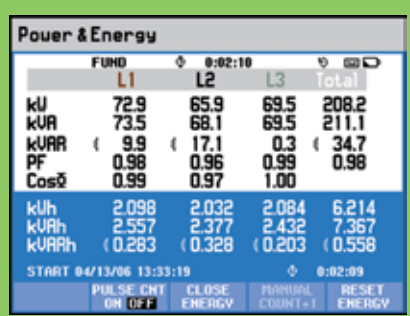 Power & Energy
FUND 0:02:10
L1 L2 L3 Total
kW 72.9 65.9 69.5 208.2
kVA 73.5 68.1 69.5 211.1
kVAR ( 9.9 ( 17.1 0.3 ( 34.7
PF 0.98 0.96 0.99 0.98
CosΦ 0.99 0.97 1.00
kWh 2.098 2.032 2.084 6.214
kVAh 2.557 2.377 2.432 7.367
kVARh ( 0.283 ( 0.328 ( 0.203 ( 0.558
START 04/13/06 13:33:19 0:02:09
PULSE CNT CLOSE MANUAL RESET
ON OFF ENERGY COUNT+1 ENERGY